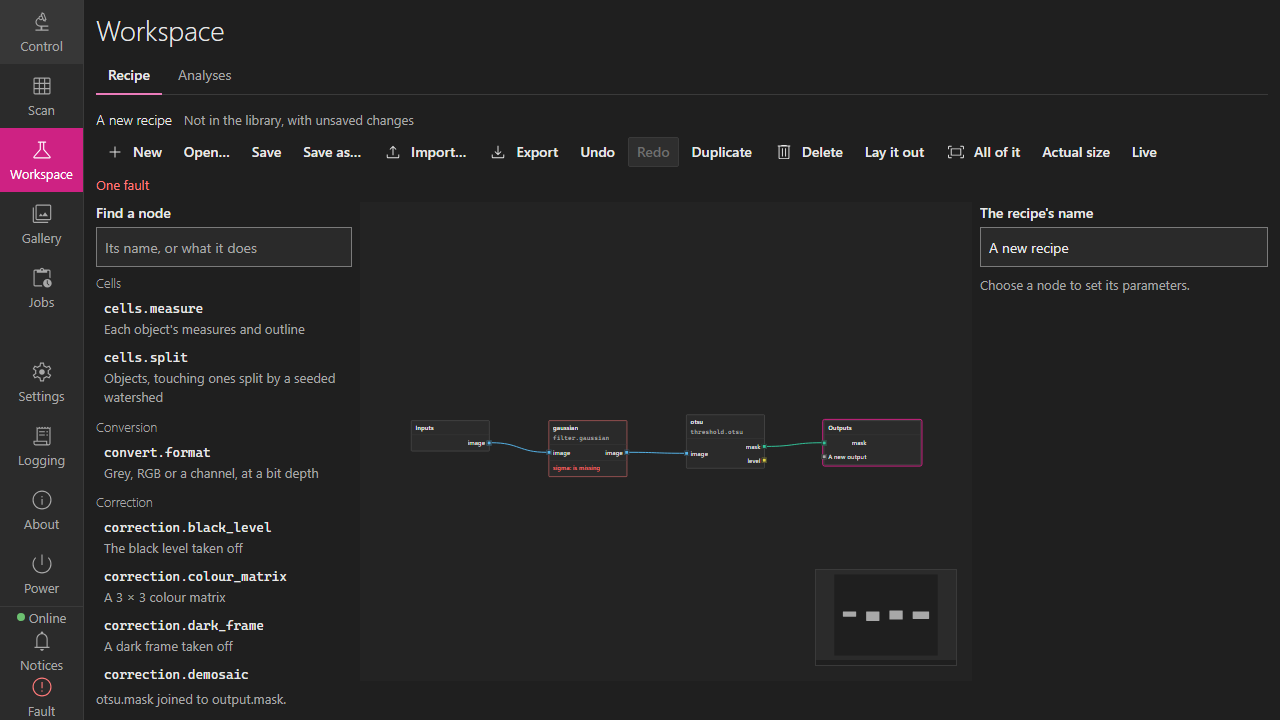 Control
Scan
Workspace
Gallery
Jobs
Settings
Logging
About
Power
Online
Notices
Fault
Workspace
Recipe Analyses
A new recipe Not in the library, with unsaved changes
New Open... Save Save as... Import... Export Undo Redo Duplicate Delete Lay it out All of it Actual size Live
One fault
Find a node
Its name, or what it does
Cells
cells.measure
Each object's measures and outline
cells.split
Objects, touching ones split by a seeded
watershed
Conversion
convert.format
Grey, RGB or a channel, at a bit depth
Correction
correction.black_level
The black level taken off
correction.colour_matrix
A 3 × 3 colour matrix
correction.dark_frame
A dark frame taken off
correction.demosaic
otsu.mask joined to output.mask.
Inputs
image
gaussian
filter.gaussian
image image
sigma: is missing
otsu
threshold.otsu
mask
image
level
Outputs
mask
A new output
The recipe's name
A new recipe
Choose a node to set its parameters.